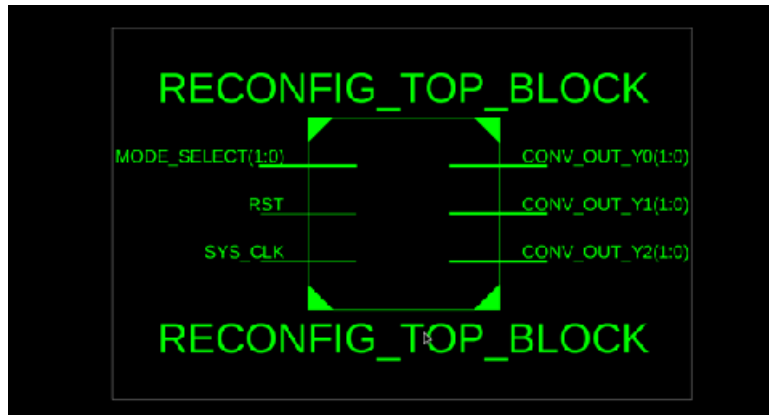 RECONFIG_TOP_BLOCK
MODE_SELECT(1:0)
CONV_OUT_Y0(1:0)
RST
CONV_OUT_Y1(1:0)
SYS_CLK
CONV_OUT_Y2(1:0)
RECONFIG_TOP_BLOCK